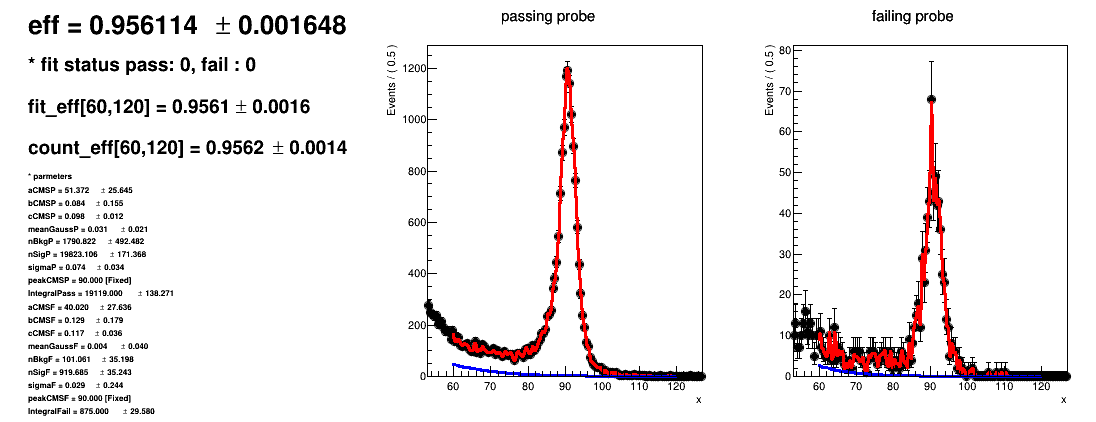 eff = 0.956114 ± 0.001648
* fit status pass: 0, fail : 0
fit_eff[60,120] = 0.9561 ± 0.0016
count_eff[60,120] = 0.9562 ± 0.0014
* parmeters
aCMSP = 51.372 ± 25.645
bCMSP = 0.084 ± 0.155
cCMSP = 0.098 ± 0.012
meanGaussP = 0.031 ± 0.021
nBkgP = 1790.822 ± 492.482
nSigP = 19823.106 ± 171.368
sigmaP = 0.074 ± 0.034
peakCMSP = 90.000 [Fixed]
IntegralPass = 19119.000 ± 138.271
aCMSF = 40.020 ± 27.636
bCMSF = 0.129 ± 0.179
cCMSF = 0.117 ± 0.036
meanGaussF = 0.004 ± 0.040
nBkgF = 101.061 ± 35.198
nSigF = 919.685 ± 35.243
sigmaF = 0.029 ± 0.244
peakCMSF = 90.000 [Fixed]
IntegralFail = 875.000 ± 29.580
passing probe
Events / ( 0.5 )
1200
1000
800
600
400
200
0
60 70 80 90 100 110 120
x
failing probe
Events / ( 0.5 )
80
70
60
50
40
30
20
10
0
60 70 80 90 100 110 120
x